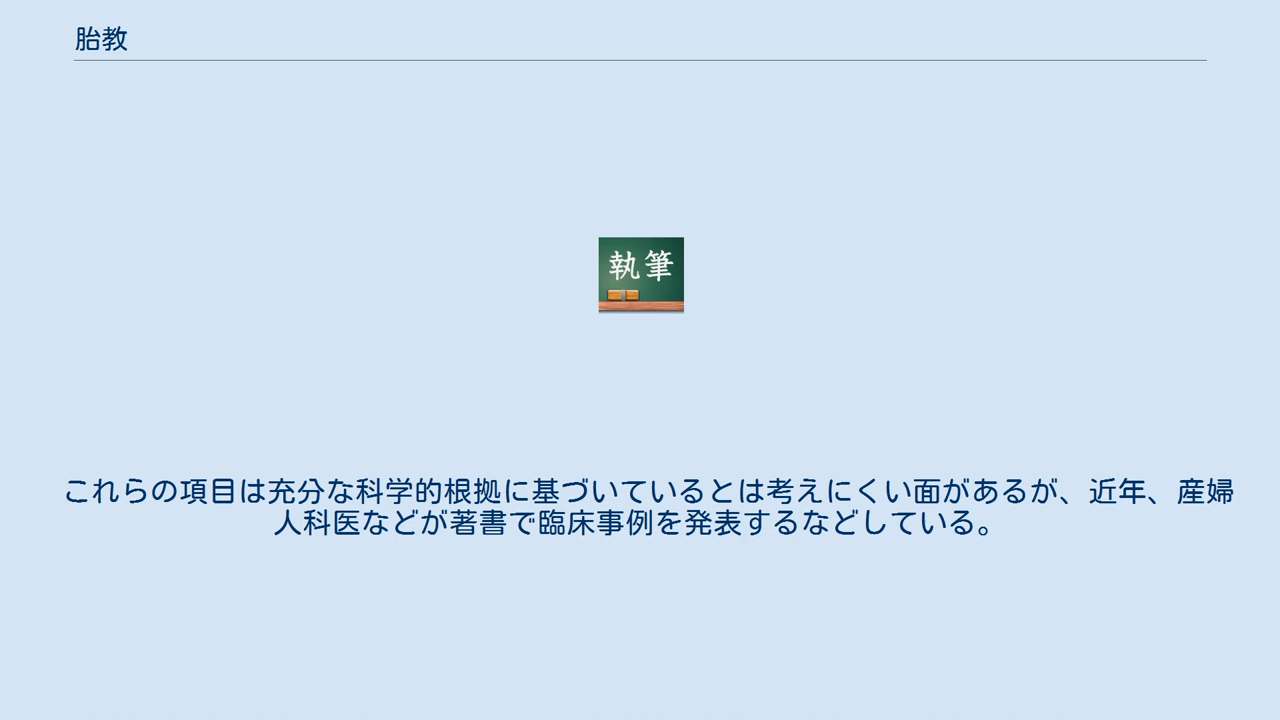 胎教
執筆
これらの項目は充分な科学的根拠に基づいているとは考えにくい面があるが、近年、産婦
人科医などが著書で臨床事例を発表するなどしている。